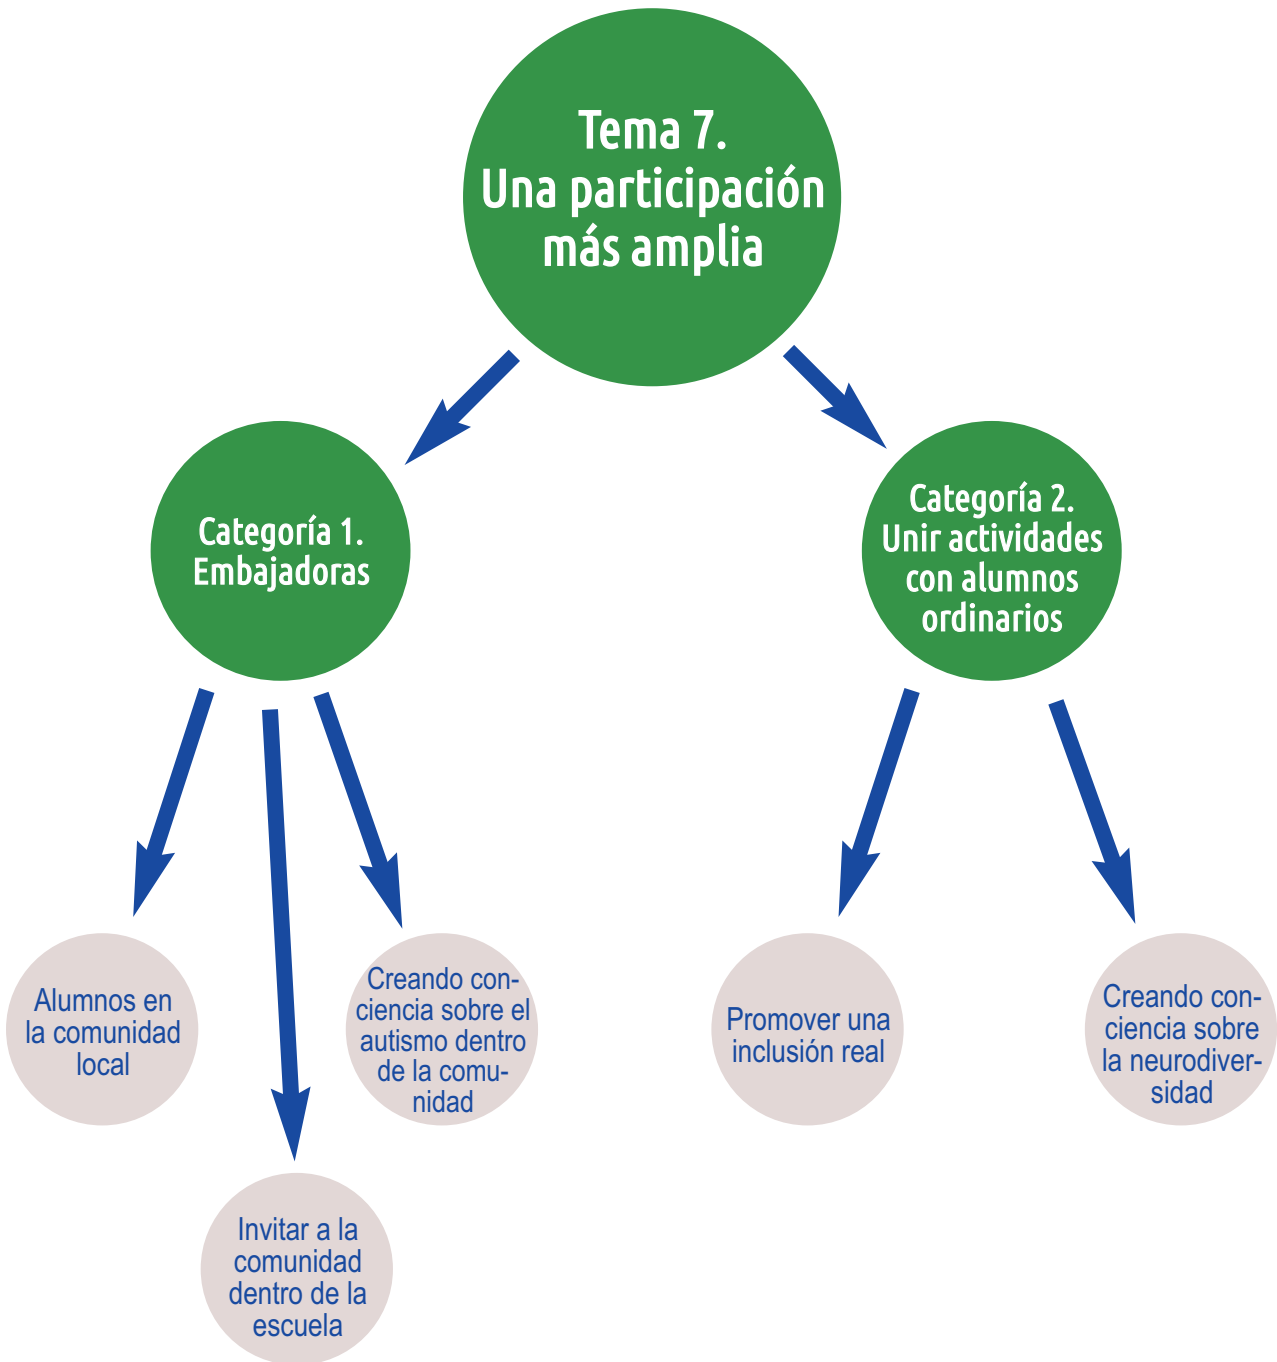 Tema 7.
Una participación
más amplia
Categoría 1.
Embajadoras
Categoría 2.
Unir actividades
con alumnos
ordinarios
Alumnos en
la comunidad
local
Invitar a la
comunidad
dentro de la
escuela
Creando con-
ciencia sobre el
autismo dentro
de la comu-
nidad
Promover una
inclusión real
Creando con-
ciencia sobre
la neurodiver-
sidad